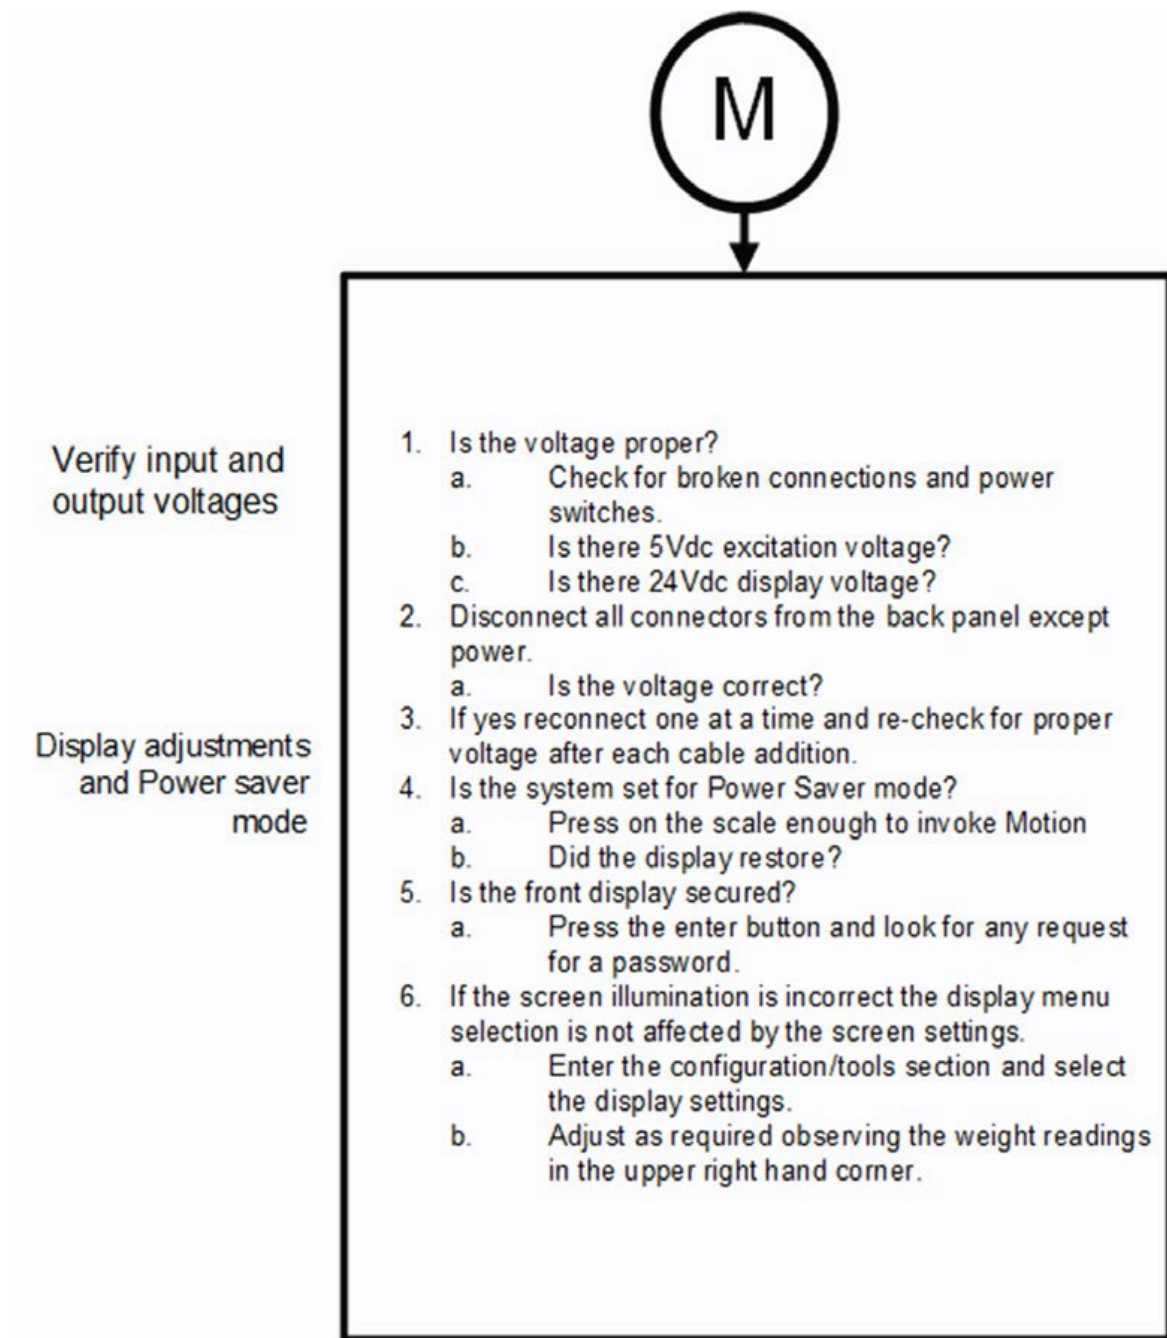 M
Verify input and
output voltages
Display adjustments
and Power saver
mode
1. Is the voltage proper?
a. Check for broken connections and power
switches.
b. Is there 5Vdc excitation voltage?
c. Is there 24Vdc display voltage?
2. Disconnect all connectors from the back panel except
power.
a. Is the voltage correct?
3. If yes reconnect one at a time and re-check for proper
voltage after each cable addition.
4. Is the system set for Power Saver mode?
a. Press on the scale enough to invoke Motion
b. Did the display restore?
5. Is the front display secured?
a. Press the enter button and look for any request
for a password.
6. If the screen illumination is incorrect the display menu
selection is not affected by the screen settings.
a. Enter the configuration/tools section and select
the display settings.
b. Adjust as required observing the weight readings
in the upper right hand corner.